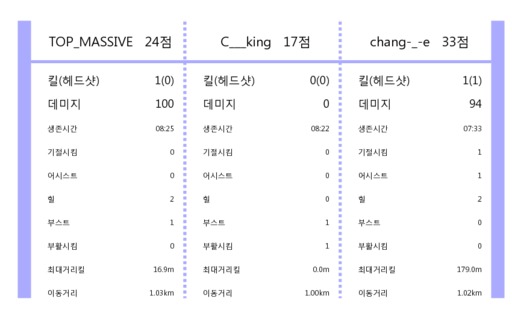 TOP_MASSIVE 24점 C___king 17점 chang-_-e 33점
킬(헤드샷) 1(0) 킬(헤드샷) 0(0) 킬(헤드샷) 1(1)
데미지 100 데미지 0 데미지 94
생존시간 08:25 생존시간 08:22 생존시간 07:33
기절시킴 0 기절시킴 0 기절시킴 1
어시스트 0 어시스트 0 어시스트 1
힐 2 힐 0 힐 2
부스트 1 부스트 1 부스트 0
부활시킴 0 부활시킴 1 부활시킴 0
최대거리킬 16.9m 최대거리킬 0.0m 최대거리킬 179.0m
이동거리 1.03km 이동거리 1.00km 이동거리 1.02km